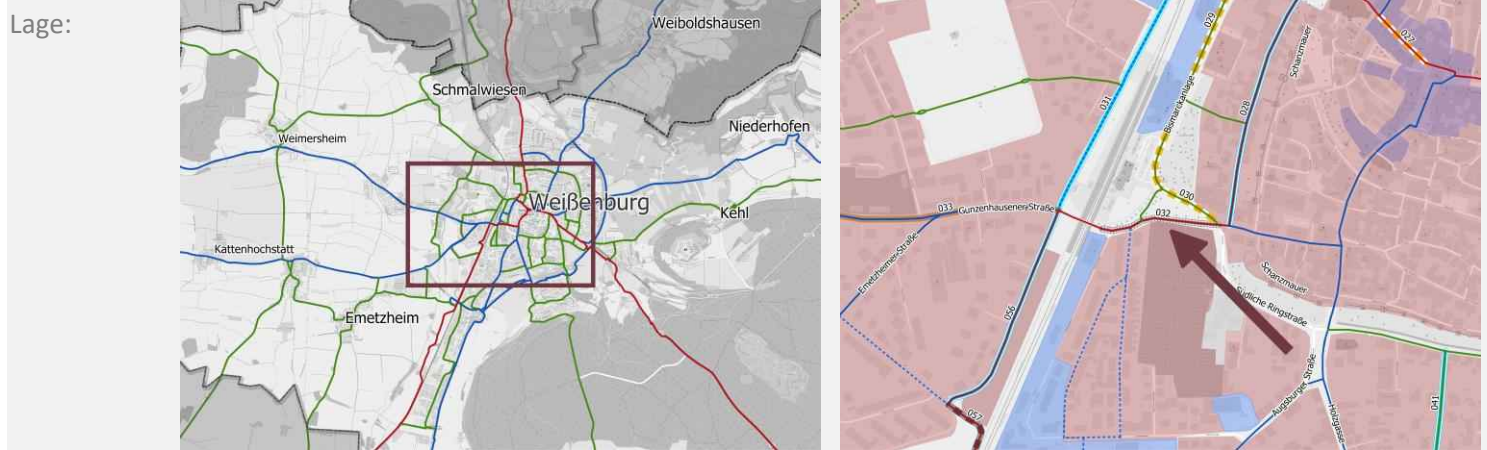 Lage:
Weiboldshausen
Schmalwiesen
Niederhofen
Weimersheim
Weißenburg
Kehl
Kattenhochstatt
Emetzheim
029
027
031
028
Schanzmauer
Bismarckanlage
030
033
Gunzenhausener Straße
032
Emetzheimer Straße
Schanzmauer
Südliche Ringstraße
056
Augsburger Straße
041
057
Holzgasse